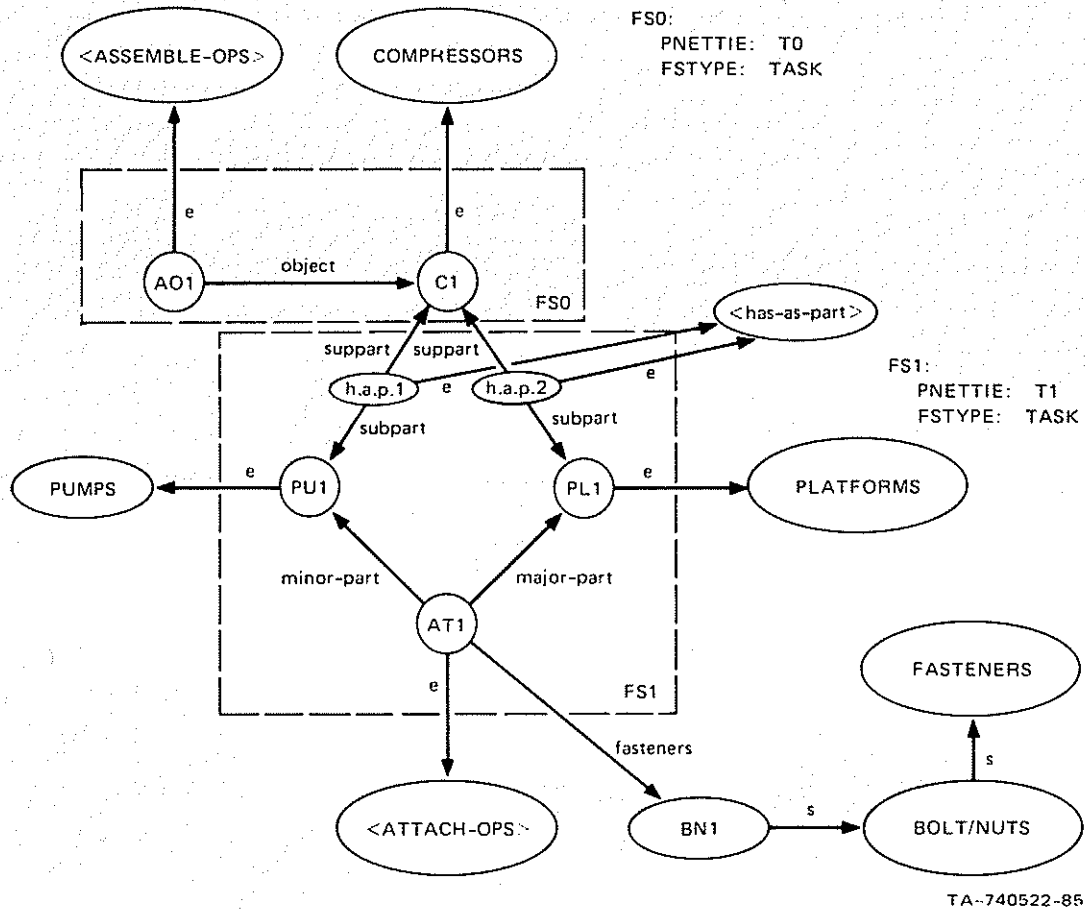 FS0:
PNETTIE: T0
FSTYPE: TASK
<ASSEMBLE-OPS>
COMPRESSORS
e
e
AO1
object
C1
FS0
<has-as-part>
suppart
suppart
h.a.p.1
e
h.a.p.2
e
FS1:
PNETTIE: T1
FSTYPE: TASK
subpart
subpart
PUMPS
e
PU1
PL1
e
PLATFORMS
minor-part
major-part
AT1
e
FS1
FASTENERS
fasteners
s
<ATTACH-OPS>
BN1
s
BOLT/NUTS
TA-740522-85